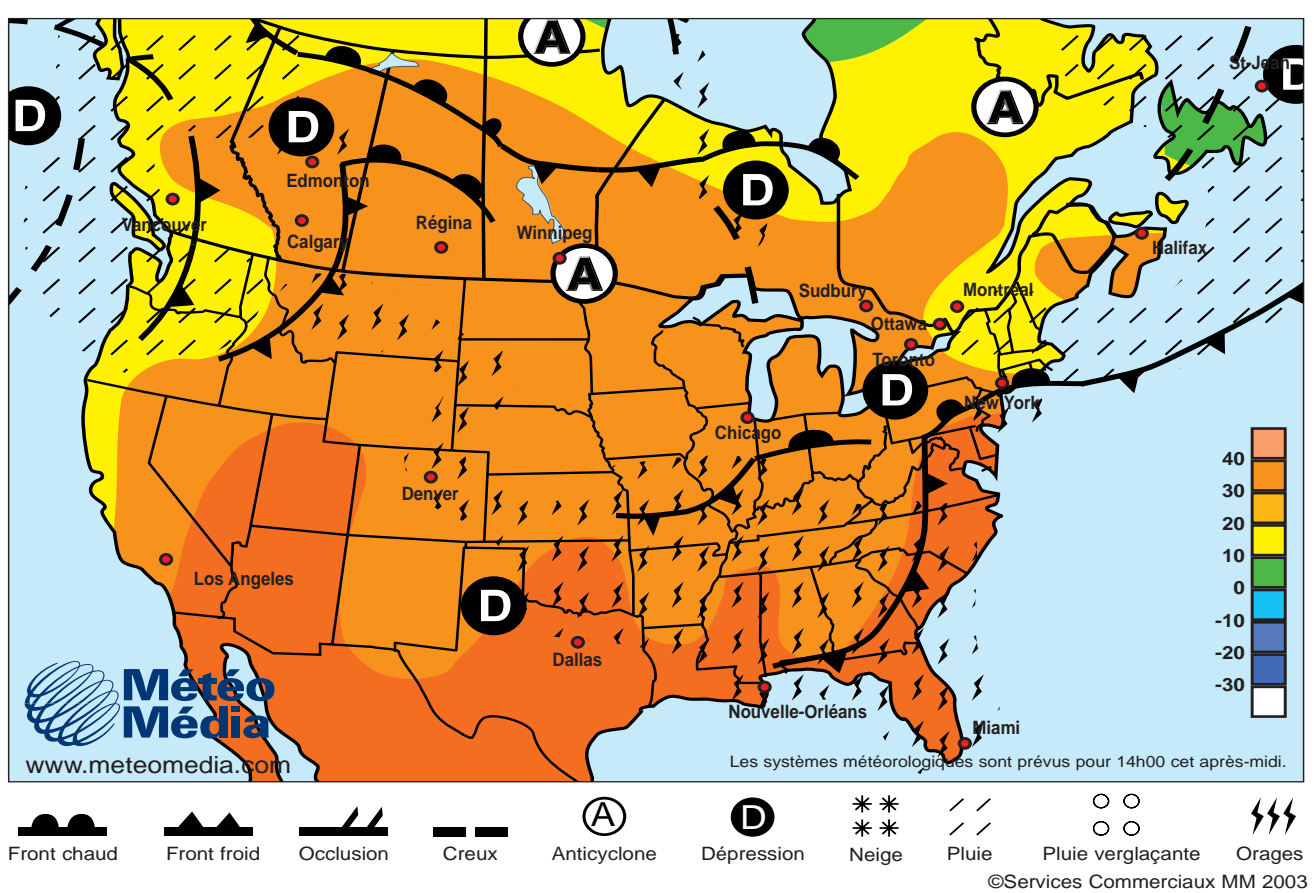 A
St-Jean
D
D
A
D
Edmonton
D
Vancouver
Calgary
Régina
Winnipeg
Halifax
A
Sudbury
Montréal
Ottawa
Toronto
D
New York
Chicago
Denver
40
30
20
10
0
-10
-20
-30
Los Angeles
D
Dallas
Météo
Média
www.meteomedia.com
Nouvelle-Orléans
Miami
Les systèmes météorologiques sont prévus pour 14h00 cet après-midi.
A
D
Front chaud
Front froid
Occlusion
Creux
Anticyclone
Dépression
Neige
Pluie
Pluie verglaçante
Orages
©Services Commerciaux MM 2003